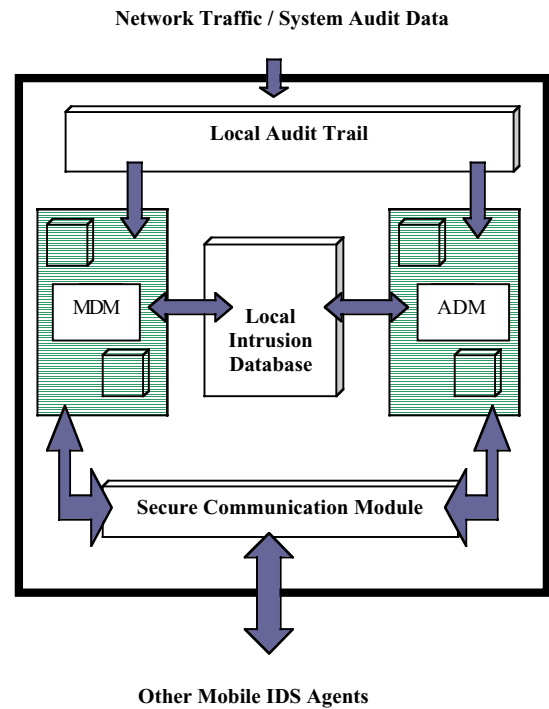 Network Traffic / System Audit Data
Local Audit Trail
MDM
Local
Intrusion
Database
ADM
Secure Communication Module
Other Mobile IDS Agents